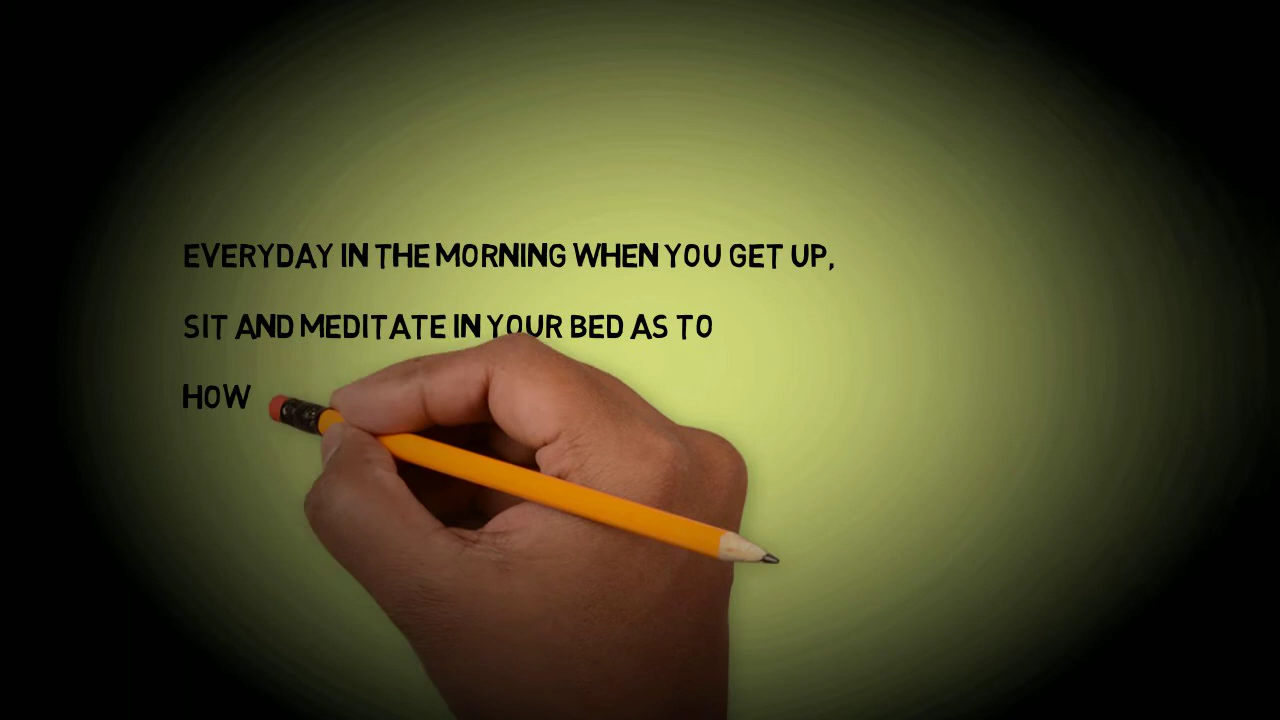 EVERYDAY IN THE MORNING WHEN YOU GET UP,
SIT AND MEDITATE IN YOUR BED AS TO
HOW